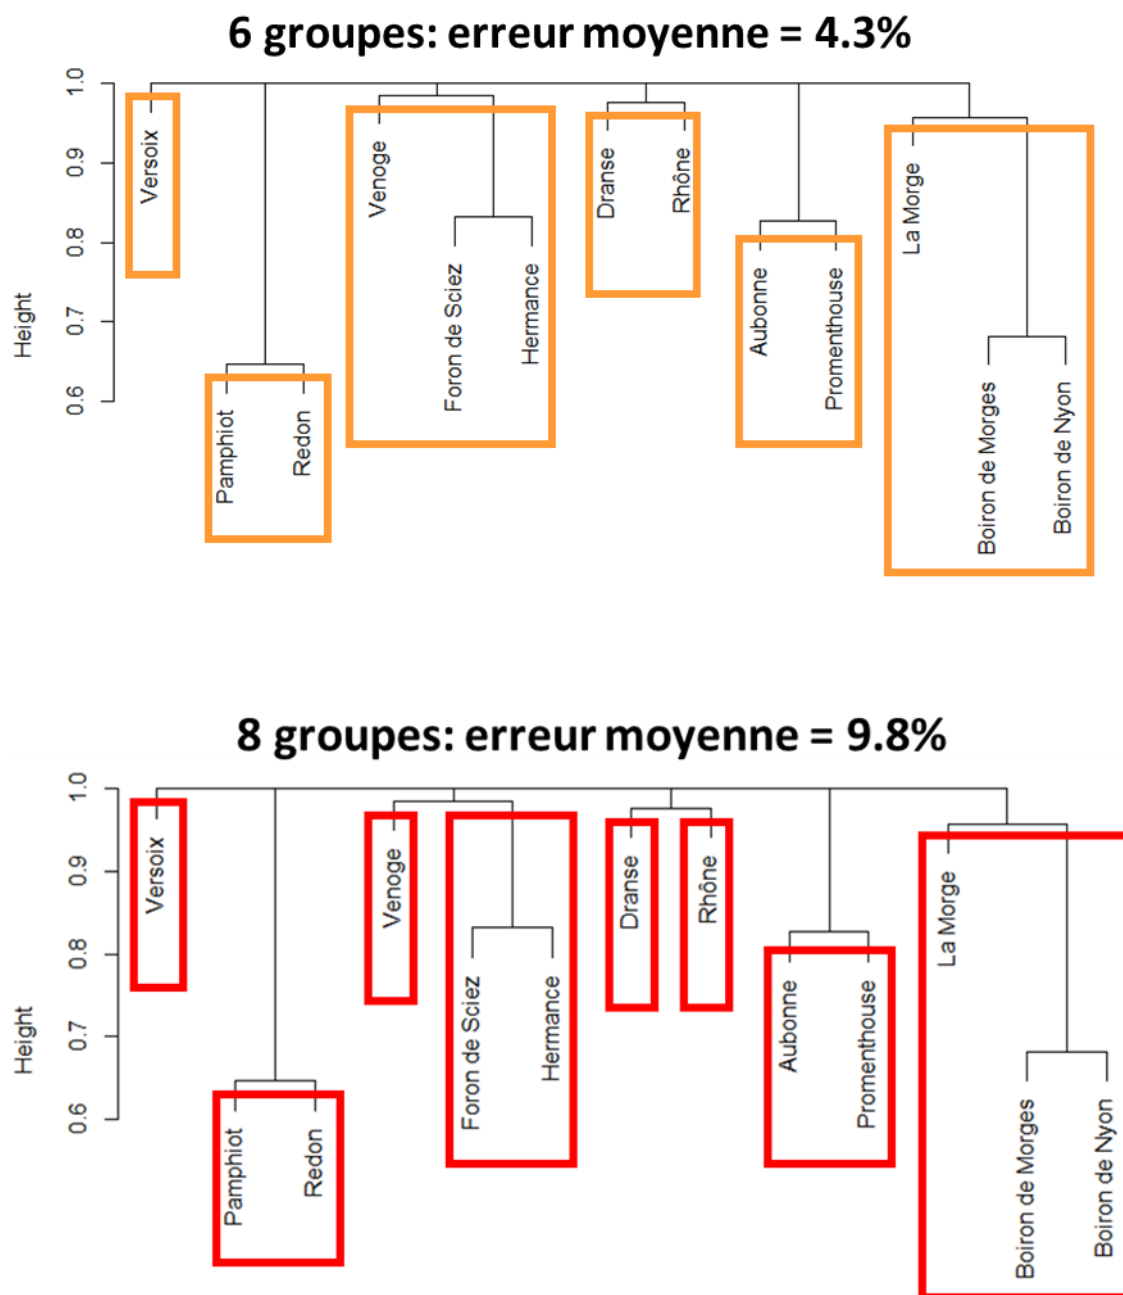 6 groupes: erreur moyenne = 4.3%
Height
1.0
0.9
0.8
0.7
0.6
Versoix
Pamphiot
Redon
Venoge
Foron de Sciez
Hermance
Dranse
Rhône
Aubonne
Promenthouse
La Morge
Boiron de Morges
Boiron de Nyon
8 groupes: erreur moyenne = 9.8%
Height
1.0
0.9
0.8
0.7
0.6
Versoix
Pamphiot
Redon
Venoge
Foron de Sciez
Hermance
Dranse
Rhône
Aubonne
Promenthouse
La Morge
Boiron de Morges
Boiron de Nyon